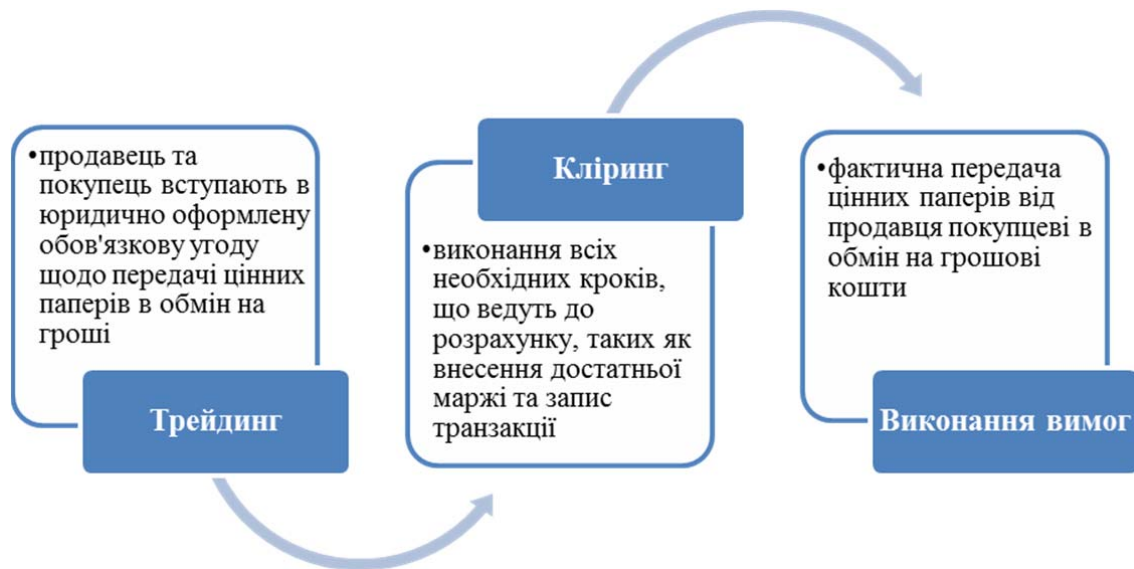 •продавець та
покупець вступають в
юридично оформлену
обов'язкову угоду
щодо передачі цінних
паперів в обмін на
гроші
Трейдинг
Кліринг
•виконання всіх
необхідних кроків,
що ведуть до
розрахунку, таких як
внесення достатньої
маржі та запис
транзакції
•фактична передача
цінних паперів від
продавця покупцеві в
обмін на грошові
кошти
Виконання вимог